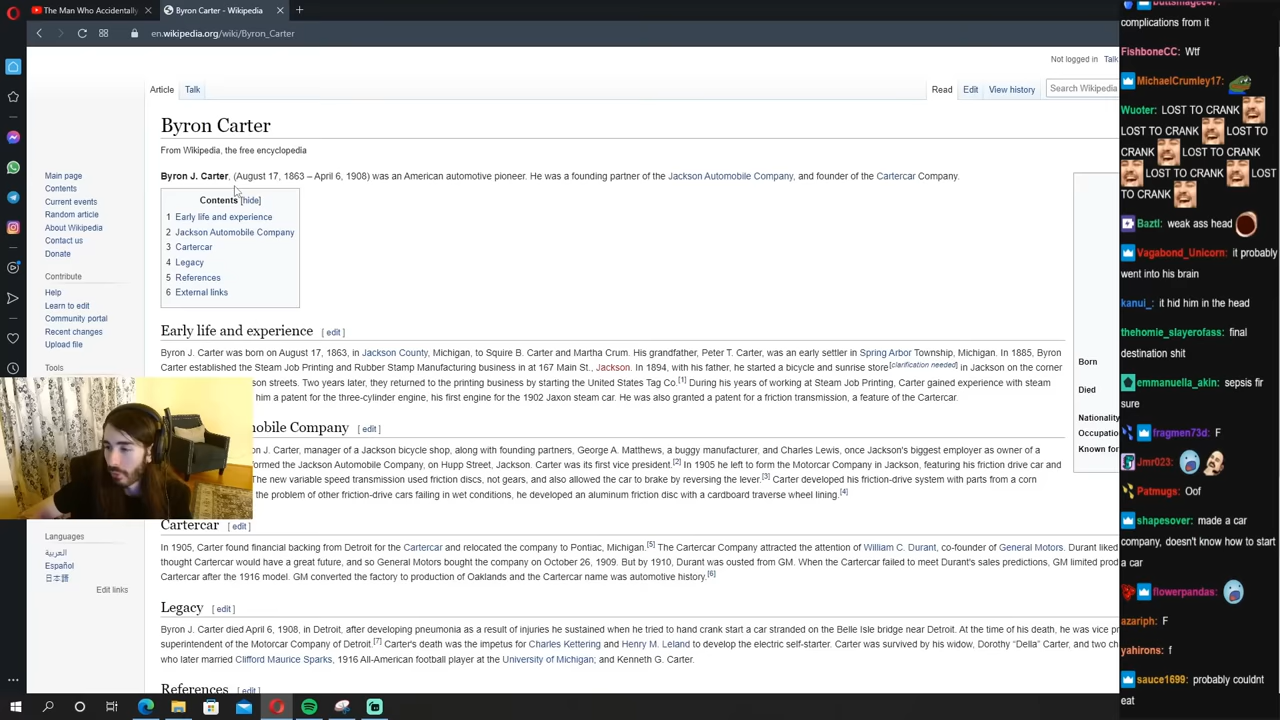 The Man Who Accidentally
Byron Carter - Wikipedia
en.wikipedia.org/wiki/Byron_Carter
Not logged in Talk
Article Talk
Read Edit View history Search Wikipedia
Byron Carter
From Wikipedia, the free encyclopedia
Byron J. Carter, (August 17, 1863 – April 6, 1908) was an American automotive pioneer. He was a founding partner of the Jackson Automobile Company, and founder of the Cartercar Company.
Contents [hide]
1 Early life and experience
2 Jackson Automobile Company
3 Cartercar
4 Legacy
5 References
6 External links
Main page
Contents
Current events
Random article
About Wikipedia
Contact us
Donate
Contribute
Help
Learn to edit
Community portal
Recent changes
Upload file
Tools
Languages
العربية
Español
日本語
Edit links
Early life and experience [ edit ]
Byron J. Carter was born on August 17, 1863, in Jackson County, Michigan, to Squire B. Carter and Martha Crum. His grandfather, Peter T. Carter, was an early settler in Spring Arbor Township, Michigan. In 1885, Byron
Carter established the Steam Job Printing and Rubber Stamp Manufacturing business in at 167 Main St., Jackson. In 1894, with his father, he started a bicycle and sunrise store[clarification needed] in Jackson on the corner
son streets. Two years later, they returned to the printing business by starting the United States Tag Co.[1] During his years of working at Steam Job Printing, Carter gained experience with steam
him a patent for the three-cylinder engine, his first engine for the 1902 Jaxon steam car. He was also granted a patent for a friction transmission, a feature of the Cartercar.
mobile Company [ edit ]
n J. Carter, manager of a Jackson bicycle shop, along with founding partners, George A. Matthews, a buggy manufacturer, and Charles Lewis, once Jackson's biggest employer as owner of a
ormed the Jackson Automobile Company, on Hupp Street, Jackson. Carter was its first vice president.[2] In 1905 he left to form the Motorcar Company in Jackson, featuring his friction drive car and
The new variable speed transmission used friction discs, not gears, and also allowed the car to brake by reversing the lever.[3] Carter developed his friction-drive system with parts from a corn
the problem of other friction-drive cars failing in wet conditions, he developed an aluminum friction disc with a cardboard traverse wheel lining.[4]
Cartercar [ edit ]
In 1905, Carter found financial backing from Detroit for the Cartercar and relocated the company to Pontiac, Michigan.[5] The Cartercar Company attracted the attention of William C. Durant, co-founder of General Motors. Durant liked
thought Cartercar would have a great future, and so General Motors bought the company on October 26, 1909. But by 1910, Durant was ousted from GM. When the Cartercar failed to meet Durant's sales predictions, GM limited prod
Cartercar after the 1916 model. GM converted the factory to production of Oaklands and the Cartercar name was automotive history.[6]
Legacy [ edit ]
Byron J. Carter died April 6, 1908, in Detroit, after developing pneumonia as a result of injuries he sustained when he tried to hand crank start a car stranded on the Belle Isle bridge near Detroit. At the time of his death, he was vice pr
superintendent of the Motorcar Company of Detroit.[7] Carter's death was the impetus for Charles Kettering and Henry M. Leland to develop the electric self-starter. Carter was survived by his widow, Dorothy "Della" Carter, and two ch
who later married Clifford Maurice Sparks, 1916 All-American football player at the University of Michigan; and Kenneth G. Carter.
References [ edit ]
Born
Died
Nationality
Occupatio
Known for
complications from it
FishboneCC: Wtf
MichaelCrumley17:
Wuoter: LOST TO CRANK
LOST TO CRANK LOST TO
CRANK LOST TO CRANK
LOST TO CRANK LOST
TO CRANK
Baztl: weak ass head
Vagabond_Unicorn: it probably
went into his brain
kanui_: it hid him in the head
thehomie_slayerofass: final
destination shit
emmanuella_akin: sepsis fir
sure
fragmen73d: F
Jmr023:
Patmugs: Oof
shapesover: made a car
company, doesn't know how to start
a car
flowerpandas:
azariph: F
yahirons: f
sauce1699: probably couldnt
eat